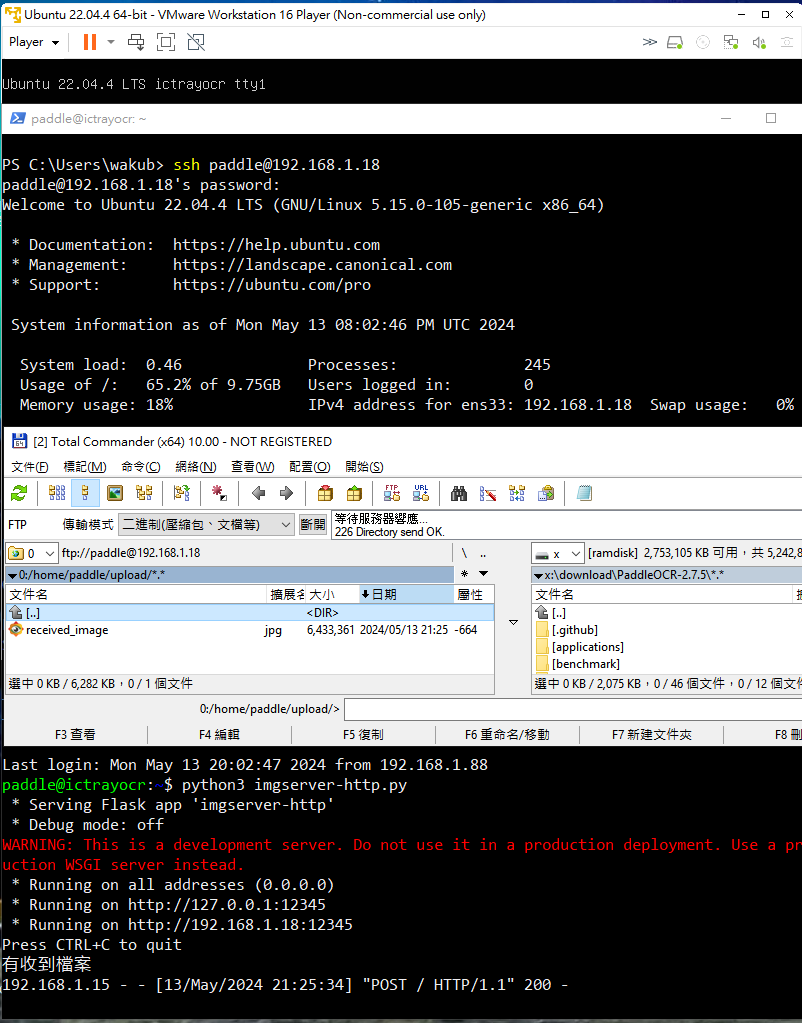 Ubuntu 22.04.4 64-bit - VMware Workstation 16 Player (Non-commercial use only)
Player
Ubuntu 22.04.4 LTS ictrayocr tty1
paddle@ictrayocr: ~
PS C:\Users\wakub> ssh paddle@192.168.1.18
paddle@192.168.1.18's password:
Welcome to Ubuntu 22.04.4 LTS (GNU/Linux 5.15.0-105-generic x86_64)
* Documentation: https://help.ubuntu.com
* Management: https://landscape.canonical.com
* Support: https://ubuntu.com/pro
System information as of Mon May 13 08:02:46 PM UTC 2024
System load: 0.46 Processes: 245
Usage of /: 65.2% of 9.75GB Users logged in: 0
Memory usage: 18% IPv4 address for ens33: 192.168.1.18 Swap usage: 0%
[2] Total Commander (x64) 10.00 - NOT REGISTERED
文件(F) 標記(M) 命令(C) 網絡(N) 查看(W) 配置(O) 開始(S)
FTP URL
FTP 傳輸模式 二進制(壓縮包、文檔等) 斷開 等待服務器響應...
226 Directory send OK.
0 ftp://paddle@192.168.1.18 \ .. x [ramdisk] 2,753,105 KB 可用，共 5,242,8
0:/home/paddle/upload/*.* * x:\download\PaddleOCR-2.7.5\*.*
文件名 擴展名 大小 日期 屬性 文件名
[..] <DIR> [..]
received_image jpg 6,433,361 2024/05/13 21:25 -664 [.github]
[applications]
[benchmark]
選中 0 KB / 6,282 KB，0 / 1 個文件 選中 0 KB / 2,075 KB，0 / 46 個文件，0 / 12 個文
0:/home/paddle/upload/>
F3 查看 F4 編輯 F5 復制 F6 重命名/移動 F7 新建文件夾 F8 刪
Last login: Mon May 13 20:02:47 2024 from 192.168.1.88
paddle@ictrayocr:~$ python3 imgserver-http.py
* Serving Flask app 'imgserver-http'
* Debug mode: off
WARNING: This is a development server. Do not use it in a production deployment. Use a pr
uction WSGI server instead.
* Running on all addresses (0.0.0.0)
* Running on http://127.0.0.1:12345
* Running on http://192.168.1.18:12345
Press CTRL+C to quit
有收到檔案
192.168.1.15 - - [13/May/2024 21:25:34] "POST / HTTP/1.1" 200 -